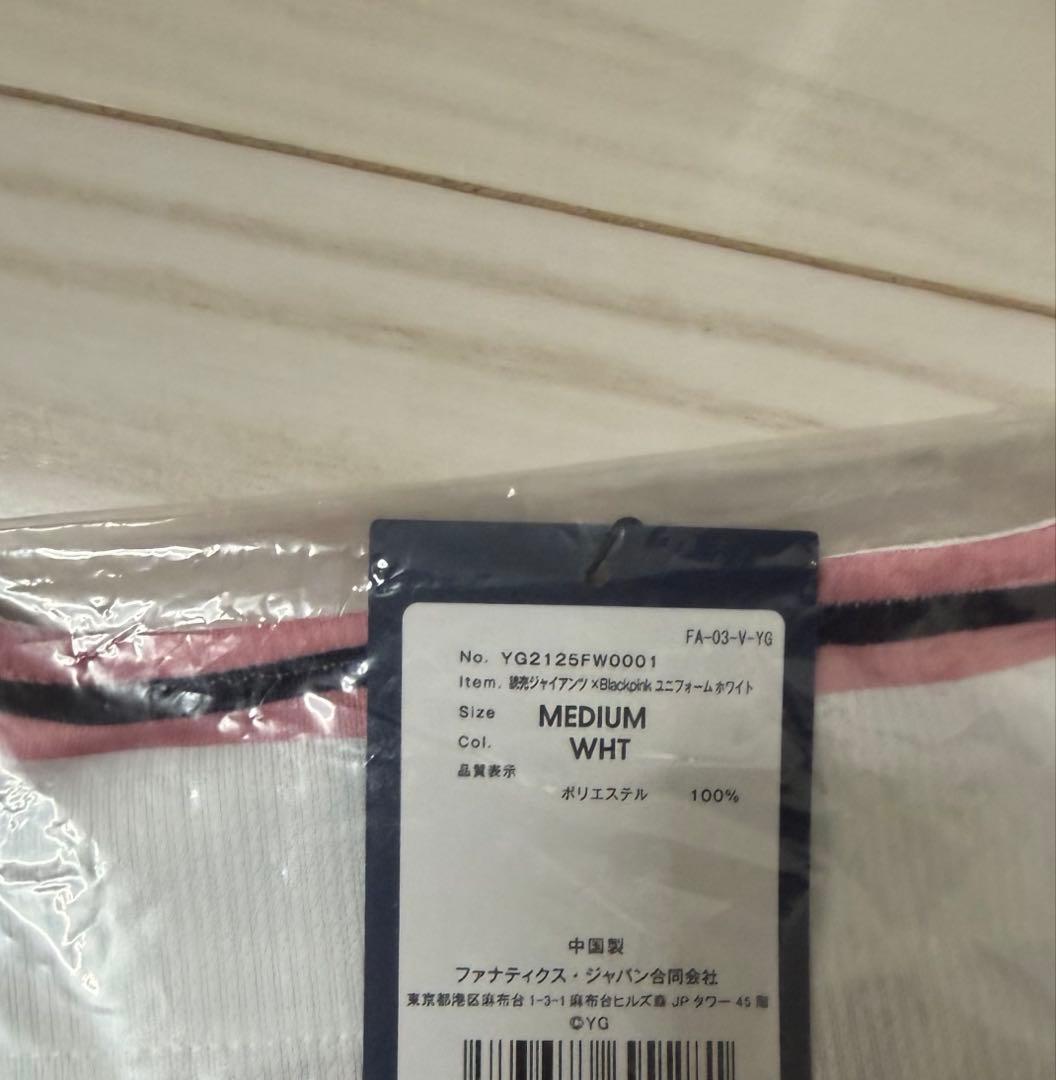 FA-03-V-YG
No. YG2125FW0001
Item. 読売ジャイアンツ×Blackpink ユニフォーム ホワイト
Size MEDIUM
Col. WHT
品質表示
ポリエステル 100%
中国製
ファナティクス・ジャパン合同会社
東京都港区麻布台 1-3-1 麻布台ヒルズ森 JP タワー 45 階
©YG